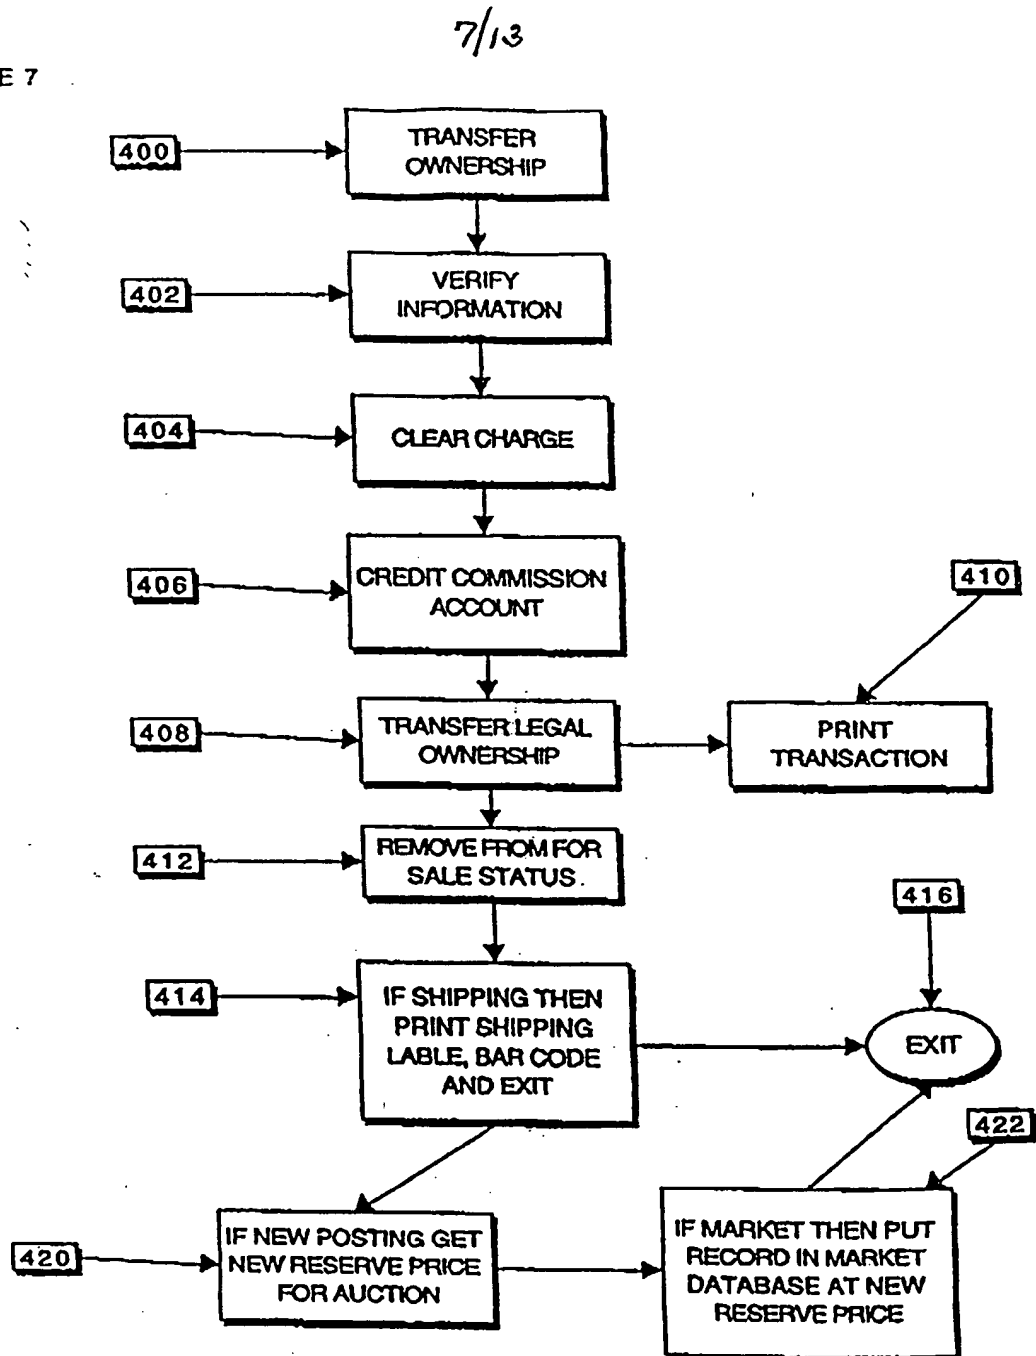 7/13
E 7
400
TRANSFER
OWNERSHIP
402
VERIFY
INFORMATION
404
CLEAR CHARGE
406
CREDIT COMMISSION
ACCOUNT
410
408
TRANSFER LEGAL
OWNERSHIP
PRINT
TRANSACTION
412
REMOVE FROM FOR
SALE STATUS
416
414
IF SHIPPING THEN
PRINT SHIPPING
LABLE, BAR CODE
AND EXIT
EXIT
422
420
IF NEW POSTING GET
NEW RESERVE PRICE
FOR AUCTION
IF MARKET THEN PUT
RECORD IN MARKET
DATABASE AT NEW
RESERVE PRICE